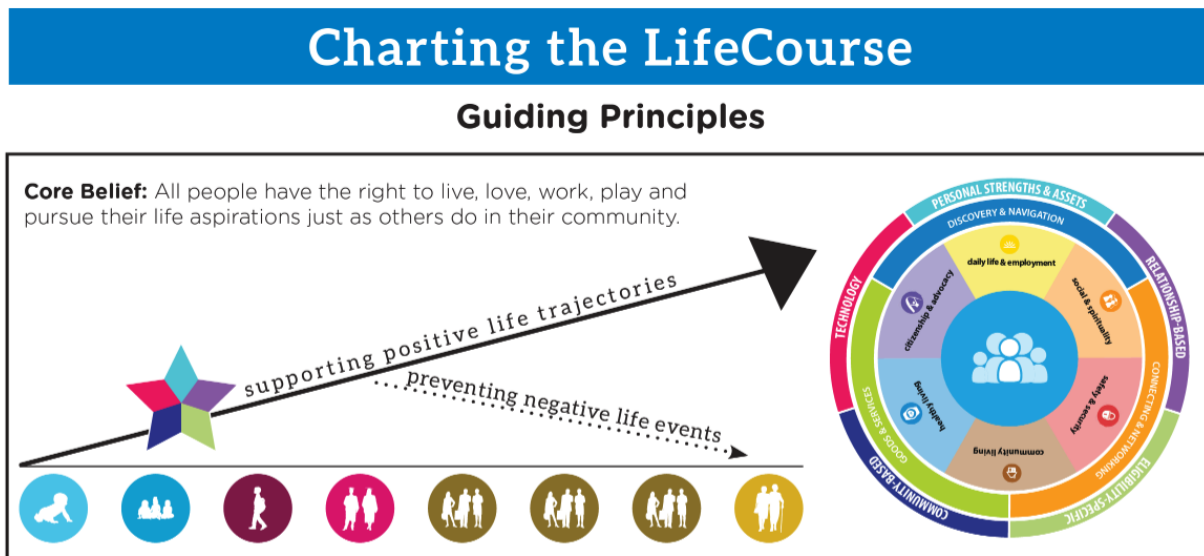 Charting the LifeCourse
Guiding Principles
Core Belief: All people have the right to live, love, work, play and
pursue their life aspirations just as others do in their community.
supporting positive life trajectories
preventing negative life events
PERSONAL STRENGTHS & ASSETS
RELATIONSHIP-BASED
ELIGIBILITY-SPECIFIC
COMMUNITY-BASED
TECHNOLOGY
DISCOVERY & NAVIGATION
CONNECTING & NETWORKING
GOODS & SERVICES
daily life & employment
social & spirituality
safety & security
community living
healthy living
citizenship & advocacy